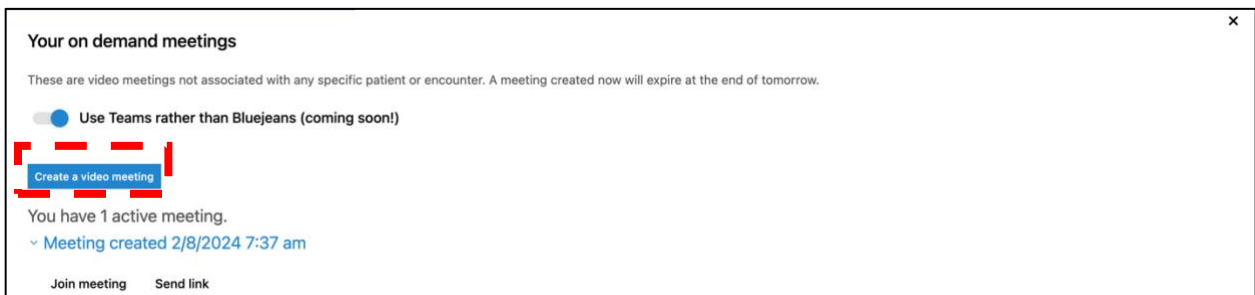 Your on demand meetings
These are video meetings not associated with any specific patient or encounter. A meeting created now will expire at the end of tomorrow.
Use Teams rather than Bluejeans (coming soon!)
Create a video meeting
You have 1 active meeting.
Meeting created 2/8/2024 7:37 am
Join meeting Send link